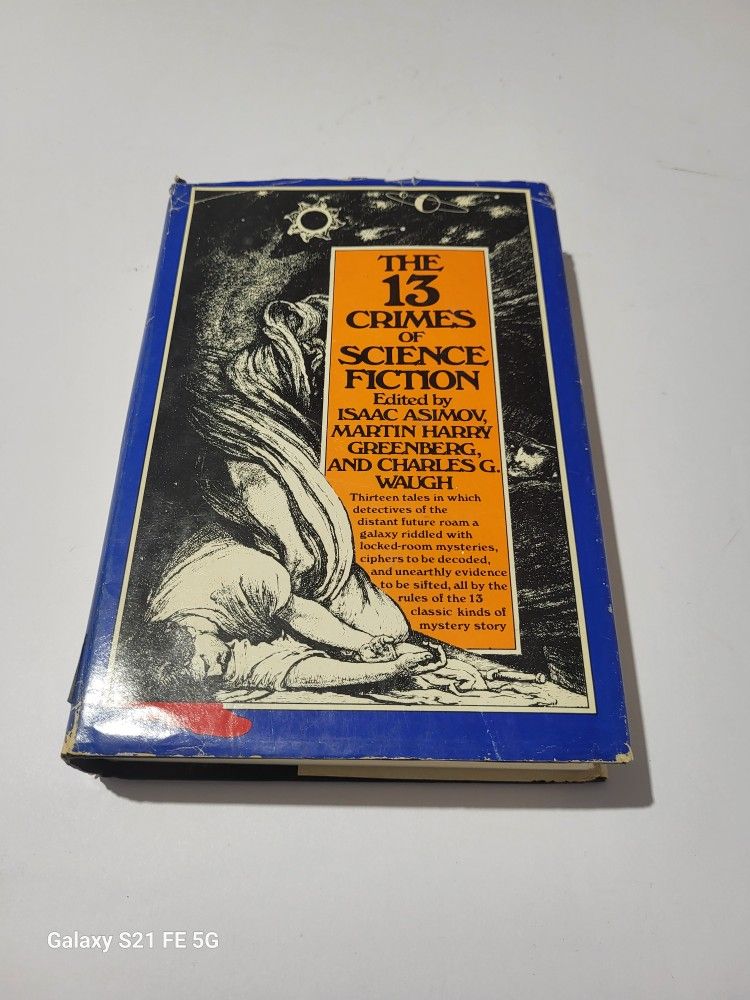 THE
13
CRIMES
OF
SCIENCE
FICTION
Edited by
ISAAC ASIMOV,
MARTIN HARRY
GREENBERG,
AND CHARLES G.
WAUGH
Thirteen tales in which
detectives of the
distant future roam a
galaxy riddled with
locked-room mysteries,
ciphers to be decoded,
and unearthly evidence
to be sifted, all by the
rules of the 13
classic kinds of
mystery story
Galaxy S21 FE 5G